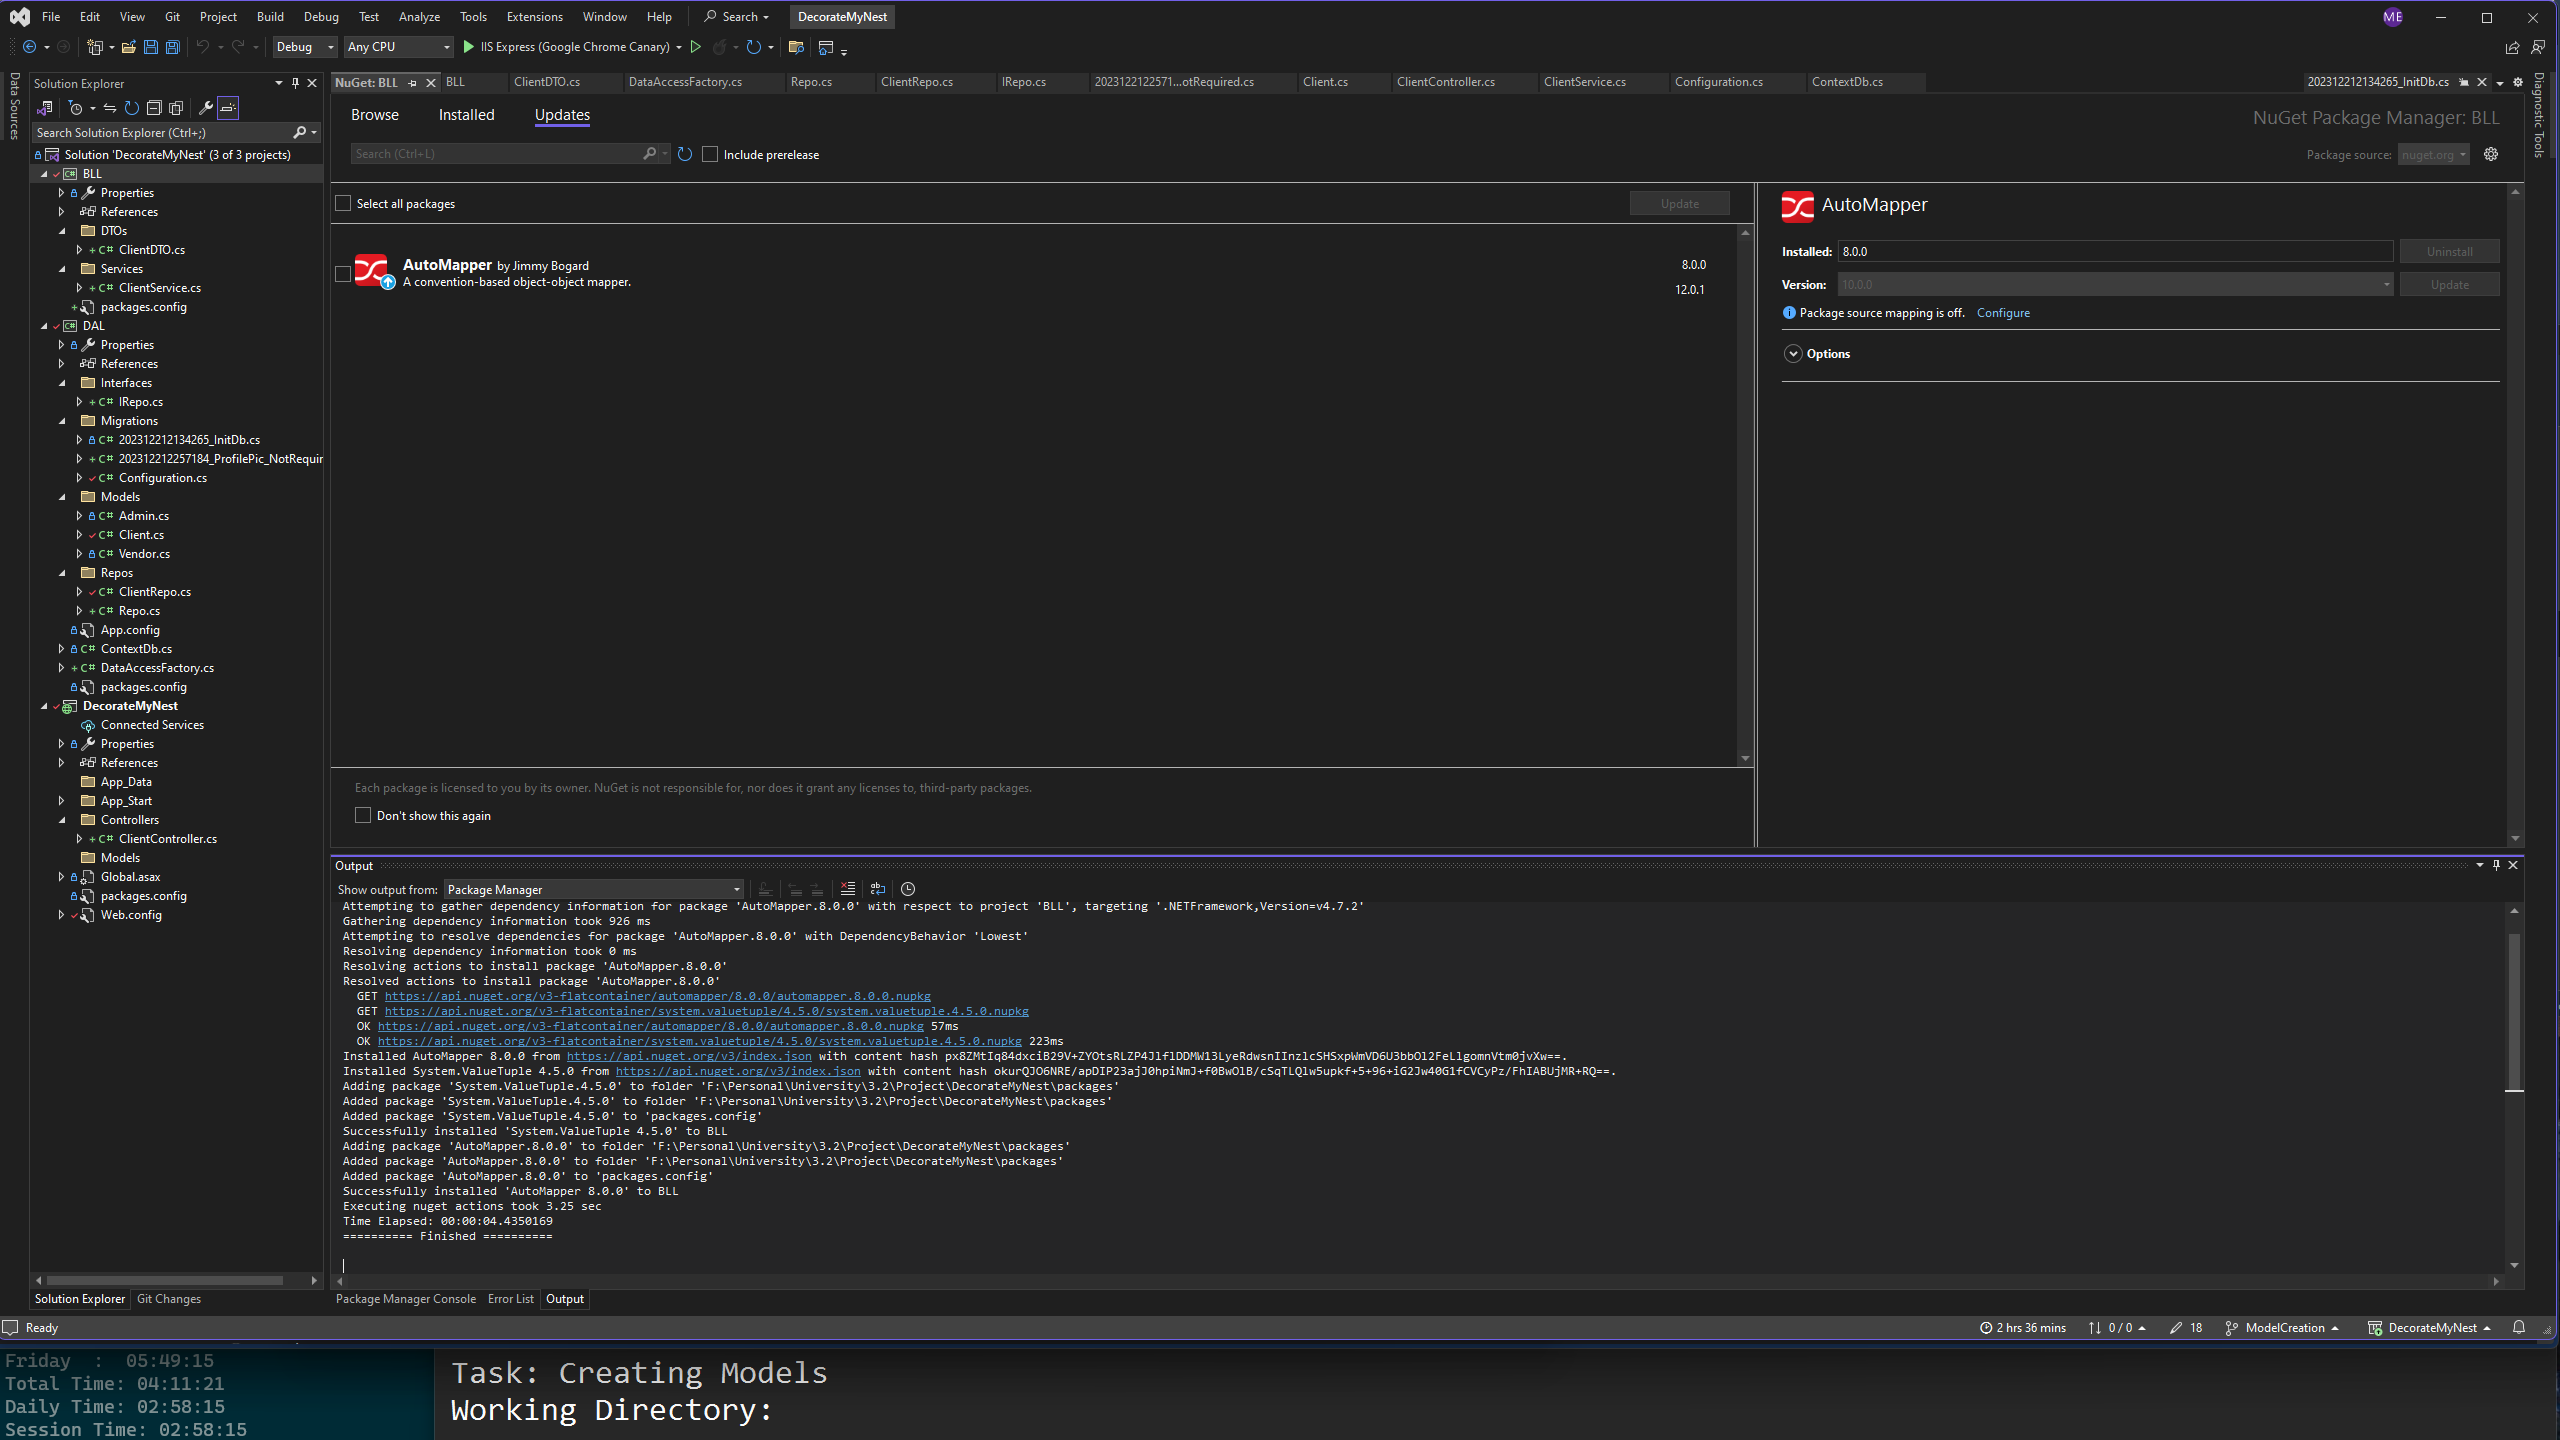 File Edit View Git Project Build Debug Test Analyze Tools Extensions Window Help Search DecorateMyNest ME
Debug Any CPU IIS Express (Google Chrome Canary)
Data Sources
Solution Explorer
Search Solution Explorer (Ctrl+;)
Solution 'DecorateMyNest' (3 of 3 projects)
BLL
Properties
References
DTOs
ClientDTO.cs
Services
ClientService.cs
packages.config
DAL
Properties
References
Interfaces
IRepo.cs
Migrations
202312212134265_InitDb.cs
202312212257184_ProfilePic_NotRequir
Configuration.cs
Models
Admin.cs
Client.cs
Vendor.cs
Repos
ClientRepo.cs
Repo.cs
App.config
ContextDb.cs
DataAccessFactory.cs
packages.config
DecorateMyNest
Connected Services
Properties
References
App_Data
App_Start
Controllers
ClientController.cs
Models
Global.asax
packages.config
Web.config
Solution Explorer Git Changes
NuGet: BLL BLL ClientDTO.cs DataAccessFactory.cs Repo.cs ClientRepo.cs IRepo.cs 2023122122571...otRequired.cs Client.cs ClientController.cs ClientService.cs Configuration.cs ContextDb.cs 202312212134265_InitDb.cs
Diagnostic Tools
Browse Installed Updates NuGet Package Manager: BLL
Search (Ctrl+L) Include prerelease Package source: nuget.org
Select all packages Update
AutoMapper by Jimmy Bogard 8.0.0
A convention-based object-object mapper. 12.0.1
Each package is licensed to you by its owner. NuGet is not responsible for, nor does it grant any licenses to, third-party packages.
Don't show this again
AutoMapper
Installed: 8.0.0 Uninstall
Version: 10.0.0 Update
Package source mapping is off. Configure
Options
Output
Show output from: Package Manager
Attempting to gather dependency information for package 'AutoMapper.8.0.0' with respect to project 'BLL', targeting '.NETFramework,Version=v4.7.2'
Gathering dependency information took 926 ms
Attempting to resolve dependencies for package 'AutoMapper.8.0.0' with DependencyBehavior 'Lowest'
Resolving dependency information took 0 ms
Resolving actions to install package 'AutoMapper.8.0.0'
Resolved actions to install package 'AutoMapper.8.0.0'
GET https://api.nuget.org/v3-flatcontainer/automapper/8.0.0/automapper.8.0.0.nupkg
GET https://api.nuget.org/v3-flatcontainer/system.valuetuple/4.5.0/system.valuetuple.4.5.0.nupkg
OK https://api.nuget.org/v3-flatcontainer/automapper/8.0.0/automapper.8.0.0.nupkg 57ms
OK https://api.nuget.org/v3-flatcontainer/system.valuetuple/4.5.0/system.valuetuple.4.5.0.nupkg 223ms
Installed AutoMapper 8.0.0 from https://api.nuget.org/v3/index.json with content hash
Installed System.ValueTuple 4.5.0 from https://api.nuget.org/v3/index.json with content hash
Adding package 'System.ValueTuple.4.5.0' to folder 'F:\Personal\University\3.2\Project\DecorateMyNest\packages'
Added package 'System.ValueTuple.4.5.0' to folder 'F:\Personal\University\3.2\Project\DecorateMyNest\packages'
Added package 'System.ValueTuple.4.5.0' to 'packages.config'
Successfully installed 'System.ValueTuple 4.5.0' to BLL
Adding package 'AutoMapper.8.0.0' to folder 'F:\Personal\University\3.2\Project\DecorateMyNest\packages'
Added package 'AutoMapper.8.0.0' to folder 'F:\Personal\University\3.2\Project\DecorateMyNest\packages'
Added package 'AutoMapper.8.0.0' to 'packages.config'
Successfully installed 'AutoMapper 8.0.0' to BLL
Executing nuget actions took 3.25 sec
Time Elapsed: 00:00:04.4350169
========== Finished ==========
Package Manager Console Error List Output
Ready 2 hrs 36 mins 0 / 0 18 ModelCreation DecorateMyNest
Friday : 05:49:15
Total Time: 04:11:21
Daily Time: 02:58:15
Session Time: 02:58:15
Task: Creating Models
Working Directory: